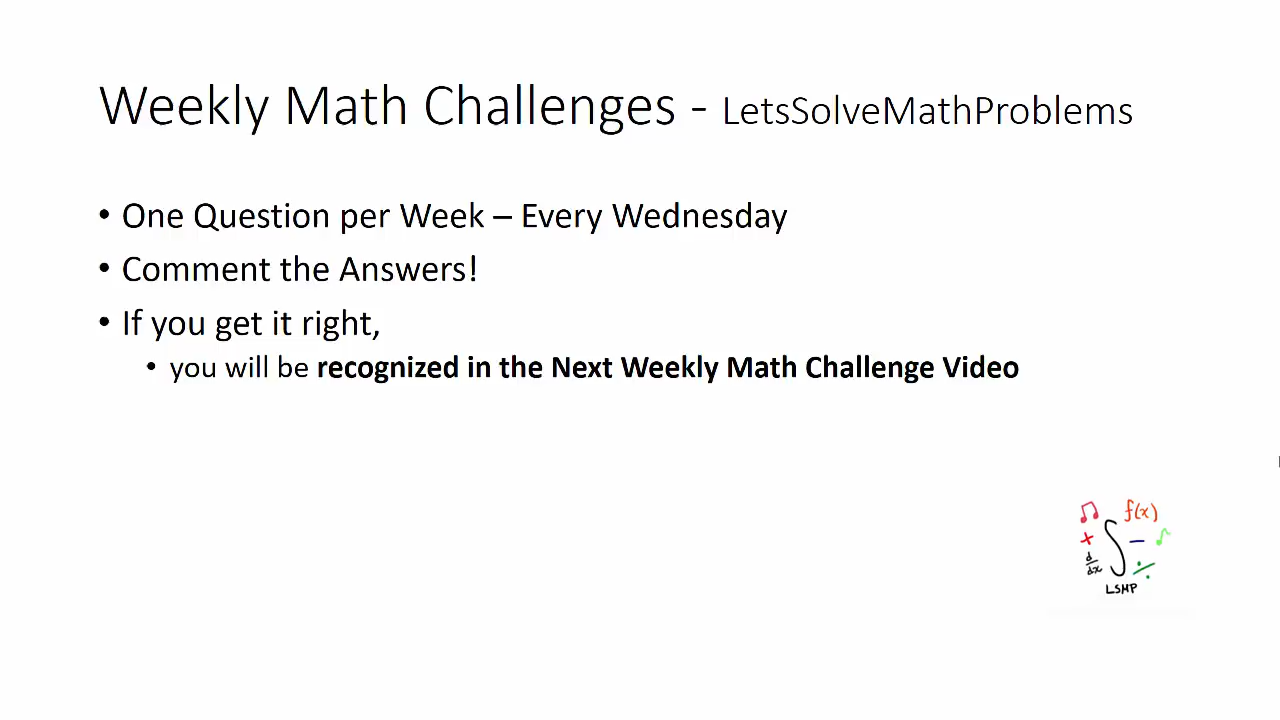 Weekly Math Challenges - LetsSolveMathProblems
• One Question per Week – Every Wednesday
• Comment the Answers!
• If you get it right,
• you will be recognized in the Next Weekly Math Challenge Video
f(x)
+
–
d/dx
∫
÷
LSMP